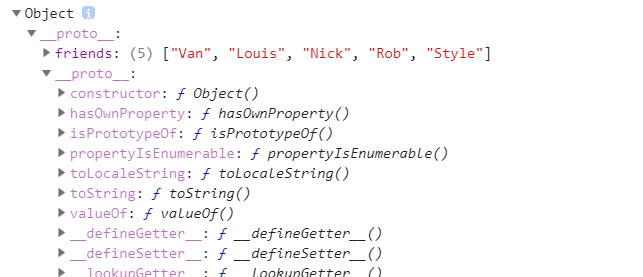 Object i
__proto__:
friends: (5) ["Van", "Louis", "Nick", "Rob", "Style"]
__proto__:
constructor: ƒ Object()
hasOwnProperty: ƒ hasOwnProperty()
isPrototypeOf: ƒ isPrototypeOf()
propertyIsEnumerable: ƒ propertyIsEnumerable()
toLocaleString: ƒ toLocaleString()
toString: ƒ toString()
valueOf: ƒ valueOf()
__defineGetter__: ƒ __defineGetter__()
__defineSetter__: ƒ __defineSetter__()
__lookupGetter__: ƒ __lookupGetter__()